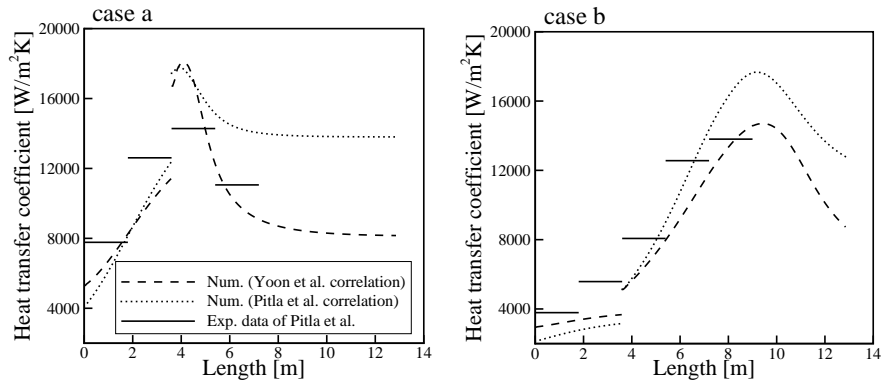 case a
Heat transfer coefficient [W/m²K]
20000
16000
12000
8000
4000
Num. (Yoon et al. correlation)
Num. (Pitla et al. correlation)
Exp. data of Pitla et al.
0 2 4 6 8 10 12 14
Length [m]
case b
Heat transfer coefficient [W/m²K]
20000
16000
12000
8000
4000
0 2 4 6 8 10 12 14
Length [m]